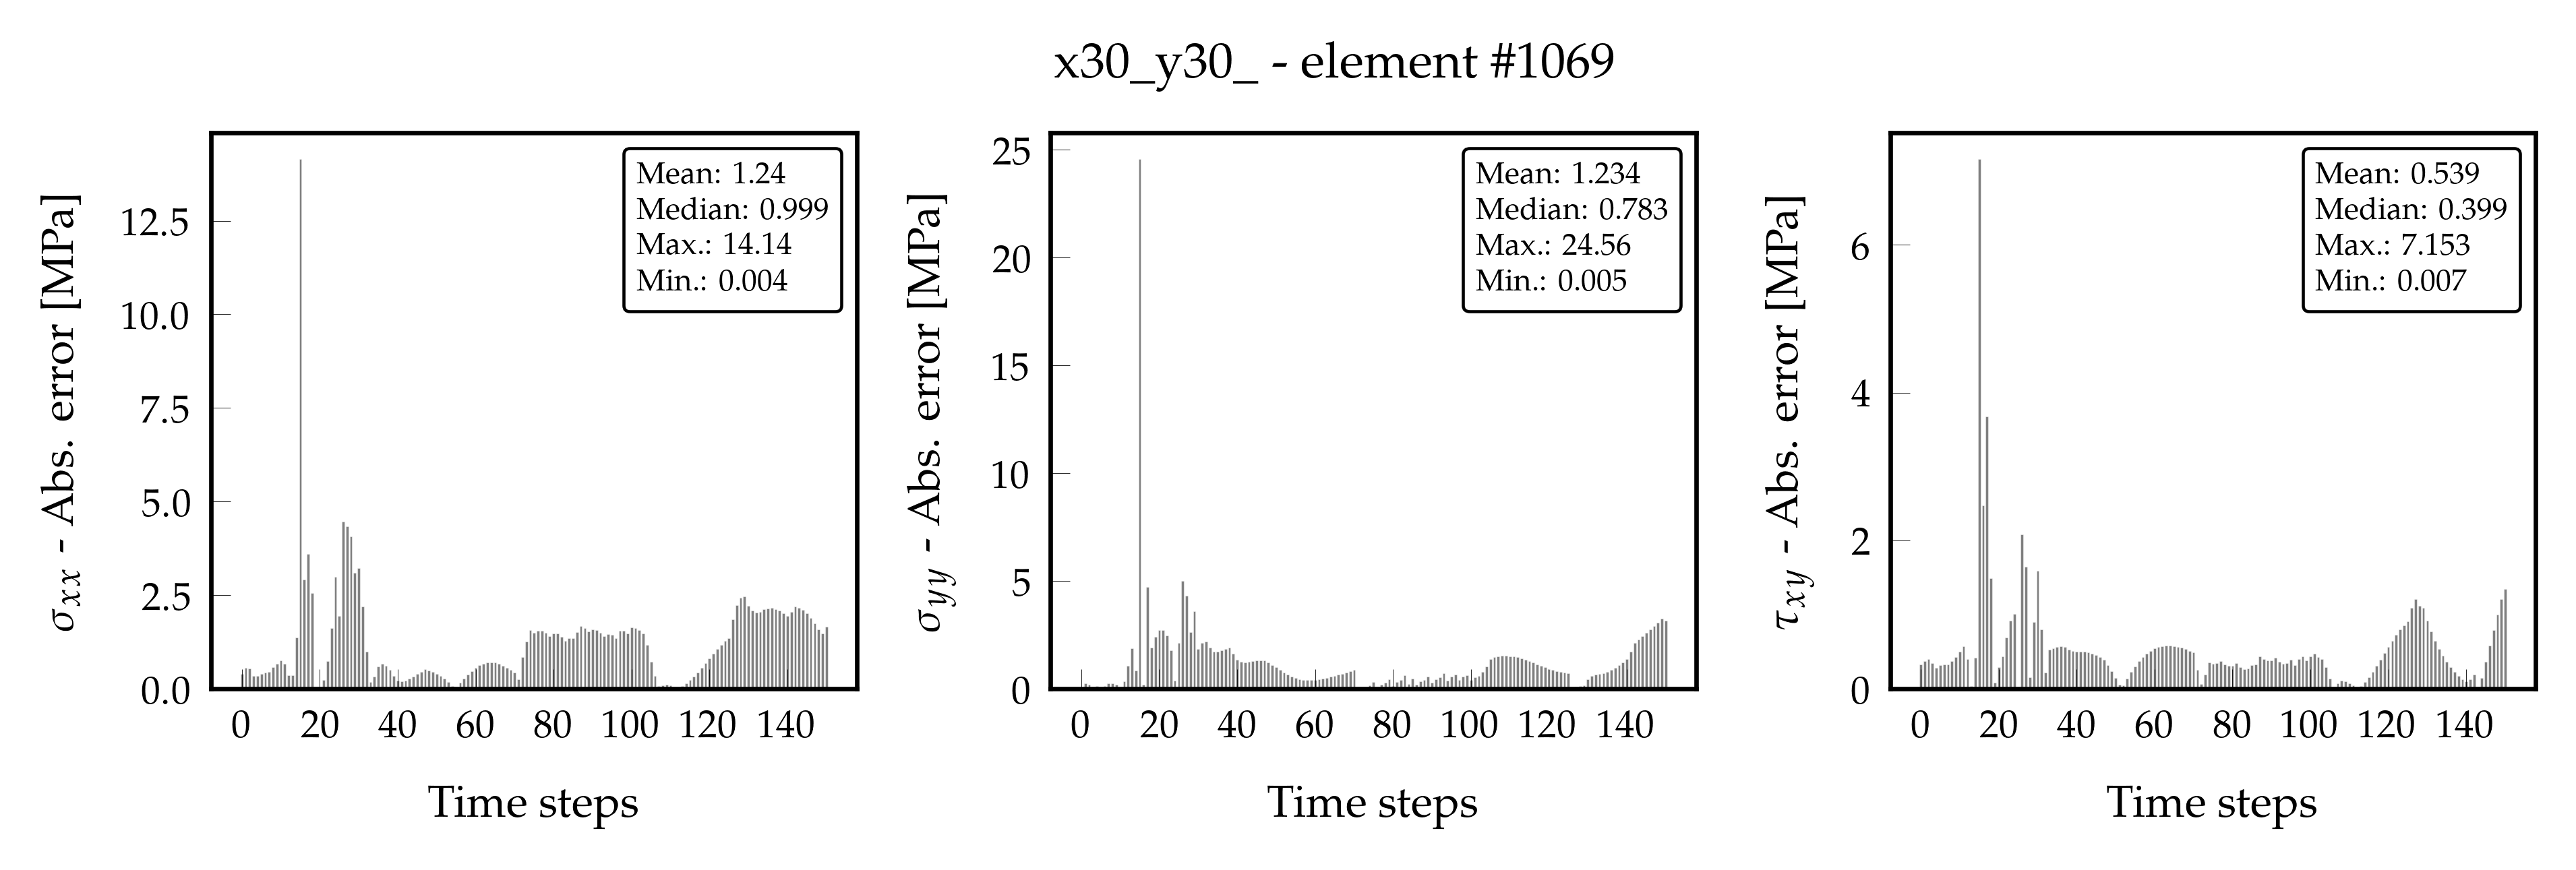 x30_y30_ - element #1069
σxx - Abs. error [MPa]
12.5
10.0
7.5
5.0
2.5
0.0
0 20 40 60 80 100 120 140
Time steps
Mean: 1.24
Median: 0.999
Max.: 14.14
Min.: 0.004
σyy - Abs. error [MPa]
25
20
15
10
5
0
0 20 40 60 80 100 120 140
Time steps
Mean: 1.234
Median: 0.783
Max.: 24.56
Min.: 0.005
τxy - Abs. error [MPa]
6
4
2
0
0 20 40 60 80 100 120 140
Time steps
Mean: 0.539
Median: 0.399
Max.: 7.153
Min.: 0.007